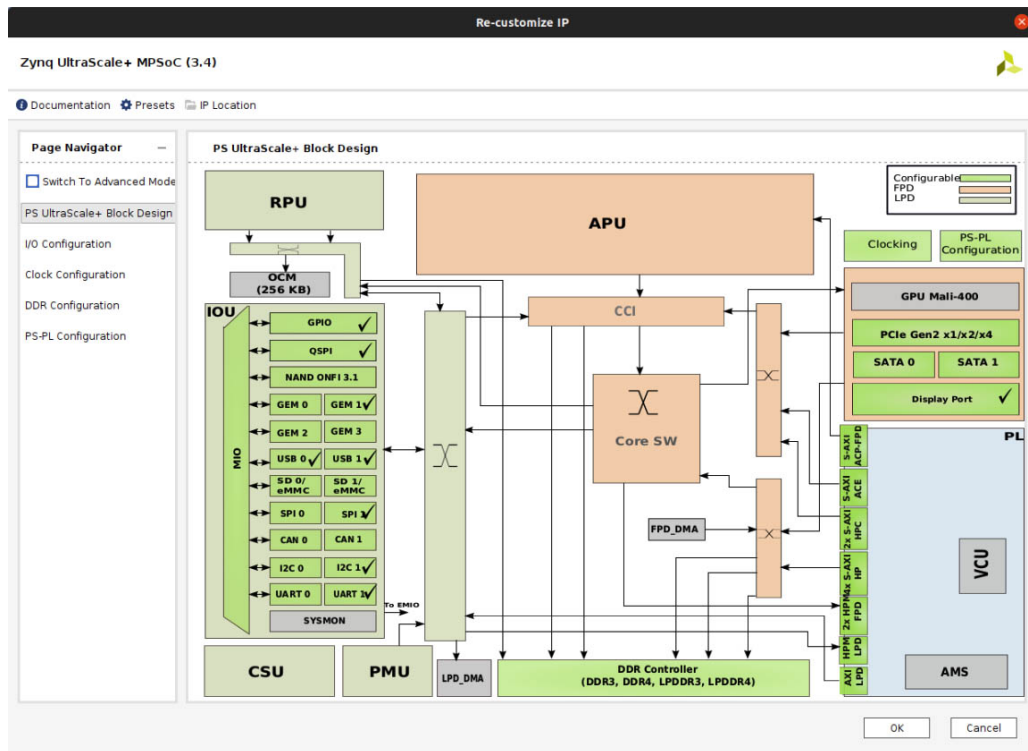 Re-customize IP
Zynq UltraScale+ MPSoC (3.4)
Documentation Presets IP Location
Page Navigator
Switch To Advanced Mode
PS UltraScale+ Block Design
I/O Configuration
Clock Configuration
DDR Configuration
PS-PL Configuration
PS UltraScale+ Block Design
Configurable
FPD
LPD
RPU
APU
Clocking
PS-PL
Configuration
OCM
(256 KB)
CCI
GPU Mali-400
PCIe Gen2 x1/x2/x4
SATA 0 SATA 1
Display Port
IOU
MIO
GPIO
QSPI
NAND ONFI 3.1
GEM 0 GEM 1
GEM 2 GEM 3
USB 0 USB 1
SD 0/
eMMC
SD 1/
eMMC
SPI 0 SPI 1
CAN 0 CAN 1
I2C 0 I2C 1
UART 0 UART 1
SYSMON
To EMIO
Core SW
FPD_DMA
PL
S-AXI
ACP-FPD
S-AXI
ACE
2x S-AXI
HPC
4x S-AXI
HP
2x HPM
FPD
HPM
LPD
AXI
LPD
VCU
AMS
CSU
PMU
LPD_DMA
DDR Controller
(DDR3, DDR4, LPDDR3, LPDDR4)
OK Cancel